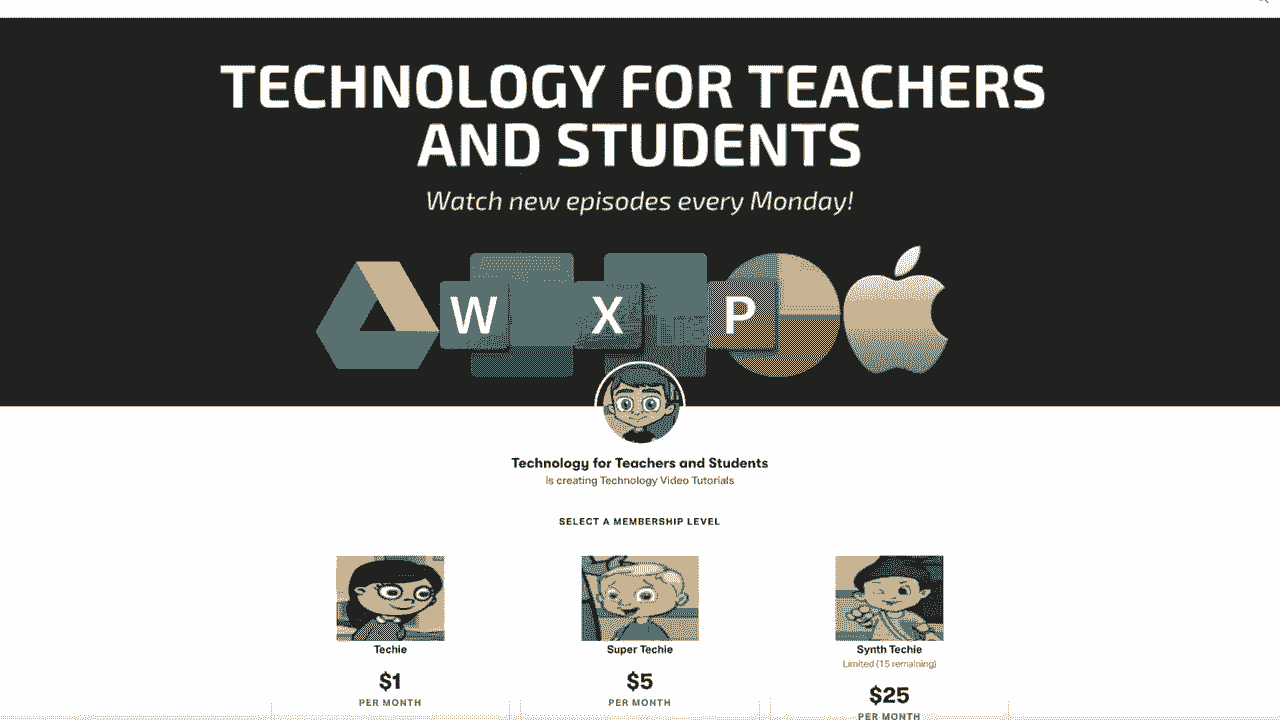 TECHNOLOGY FOR TEACHERS
AND STUDENTS
Watch new episodes every Monday!
W X P
Technology for Teachers and Students
Is creating Technology Video Tutorials
SELECT A MEMBERSHIP LEVEL
Techie
$1
PER MONTH
Super Techie
$5
PER MONTH
Synth Techie
Limited (15 remaining)
$25
PER MONTH